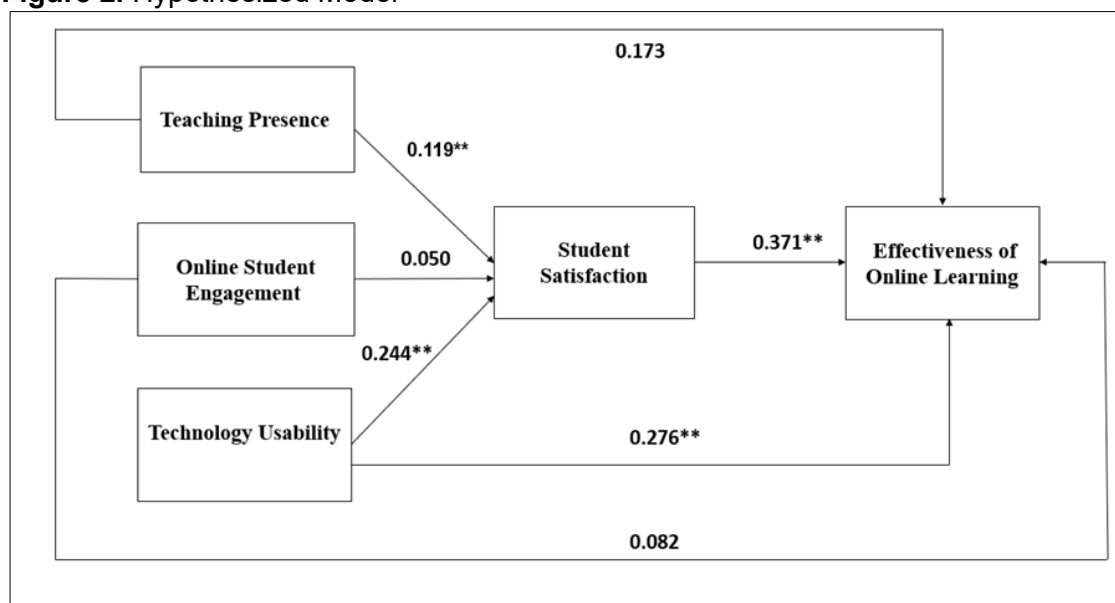 Figure 2. Hypothesized Model
0.173
Teaching Presence
0.119**
Online Student
Engagement
0.050
Student
Satisfaction
0.371**
Effectiveness of
Online Learning
0.244**
Technology Usability
0.276**
0.082